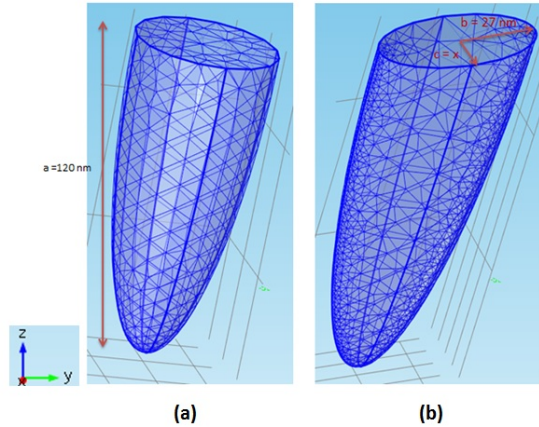 b = 27 nm
c = x
a =120 nm
z
x
y
(a)
(b)